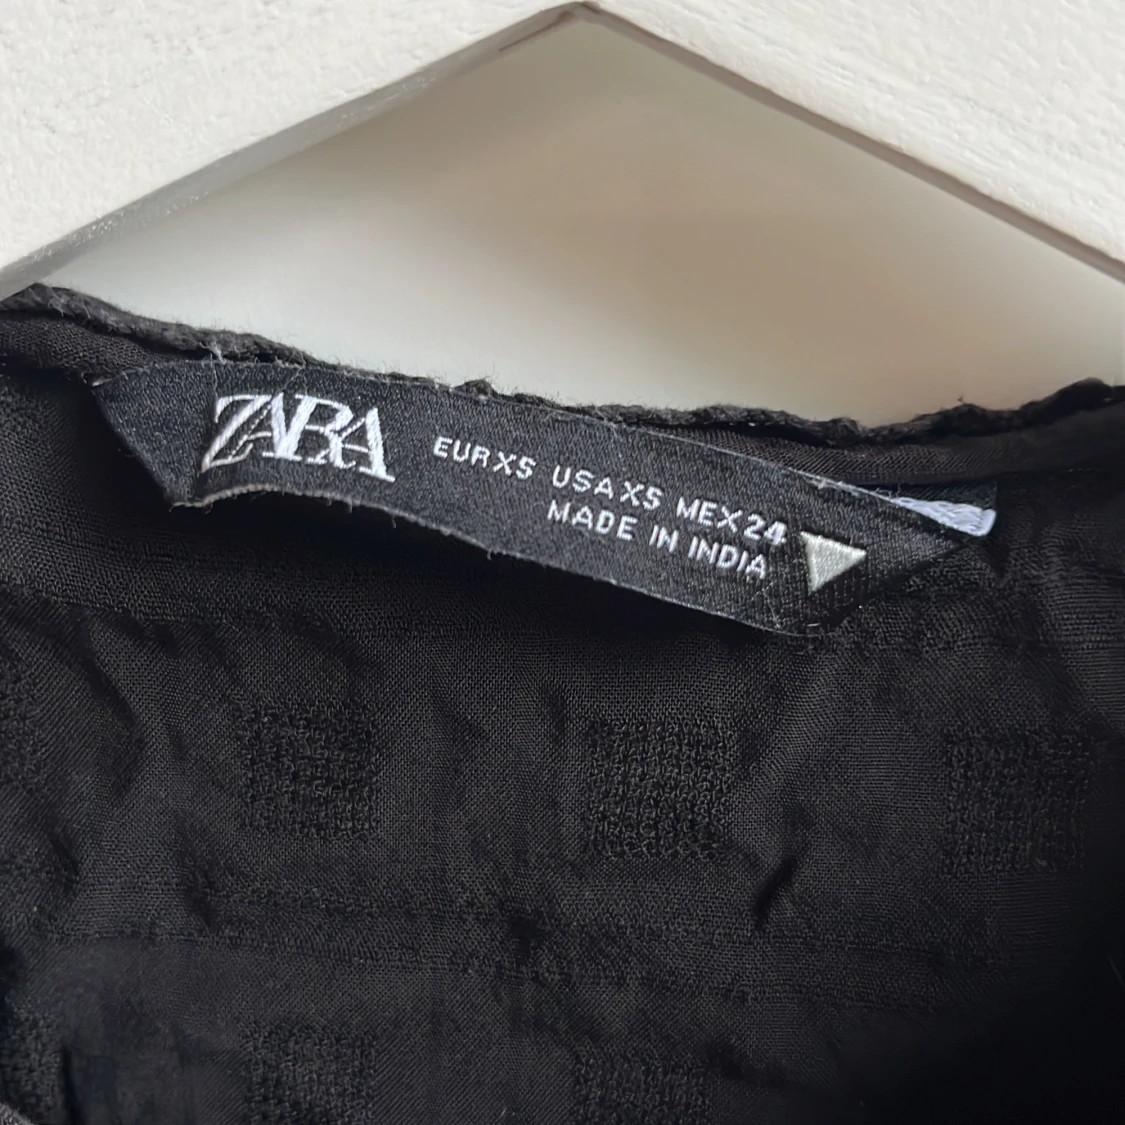 ZARA
EUR XS USA XS MEX 24
MADE IN INDIA